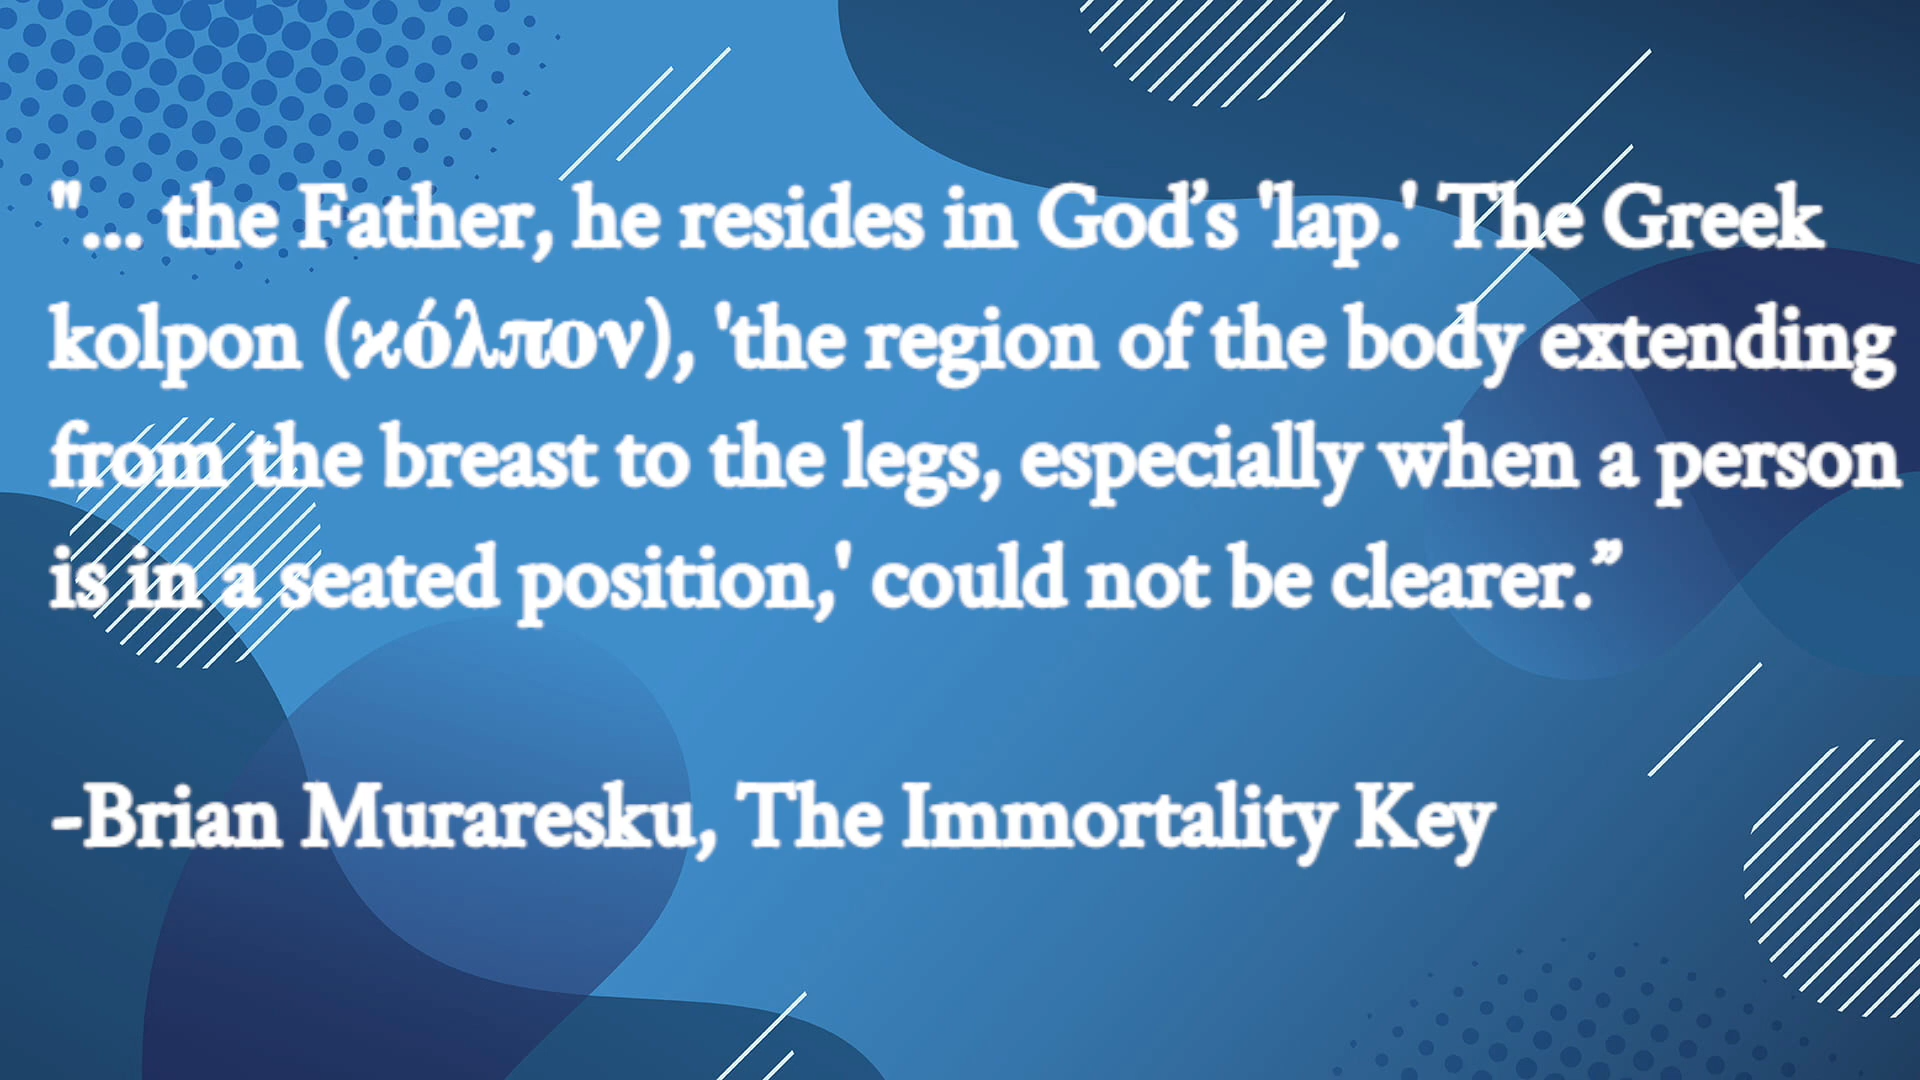 "... the Father, he resides in God’s 'lap.' The Greek
kolpon (ϰόλπον), 'the region of the body extending
from the breast to the legs, especially when a person
is in a seated position,' could not be clearer.”
-Brian Muraresku, The Immortality Key